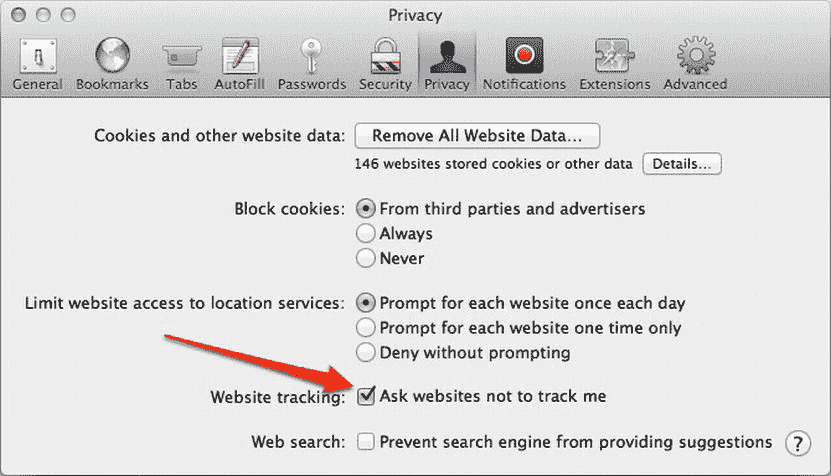 Privacy
General Bookmarks Tabs AutoFill Passwords Security Privacy Notifications Extensions Advanced
Cookies and other website data: Remove All Website Data...
146 websites stored cookies or other data Details...
Block cookies: From third parties and advertisers
Always
Never
Limit website access to location services: Prompt for each website once each day
Prompt for each website one time only
Deny without prompting
Website tracking: Ask websites not to track me
Web search: Prevent search engine from providing suggestions ?